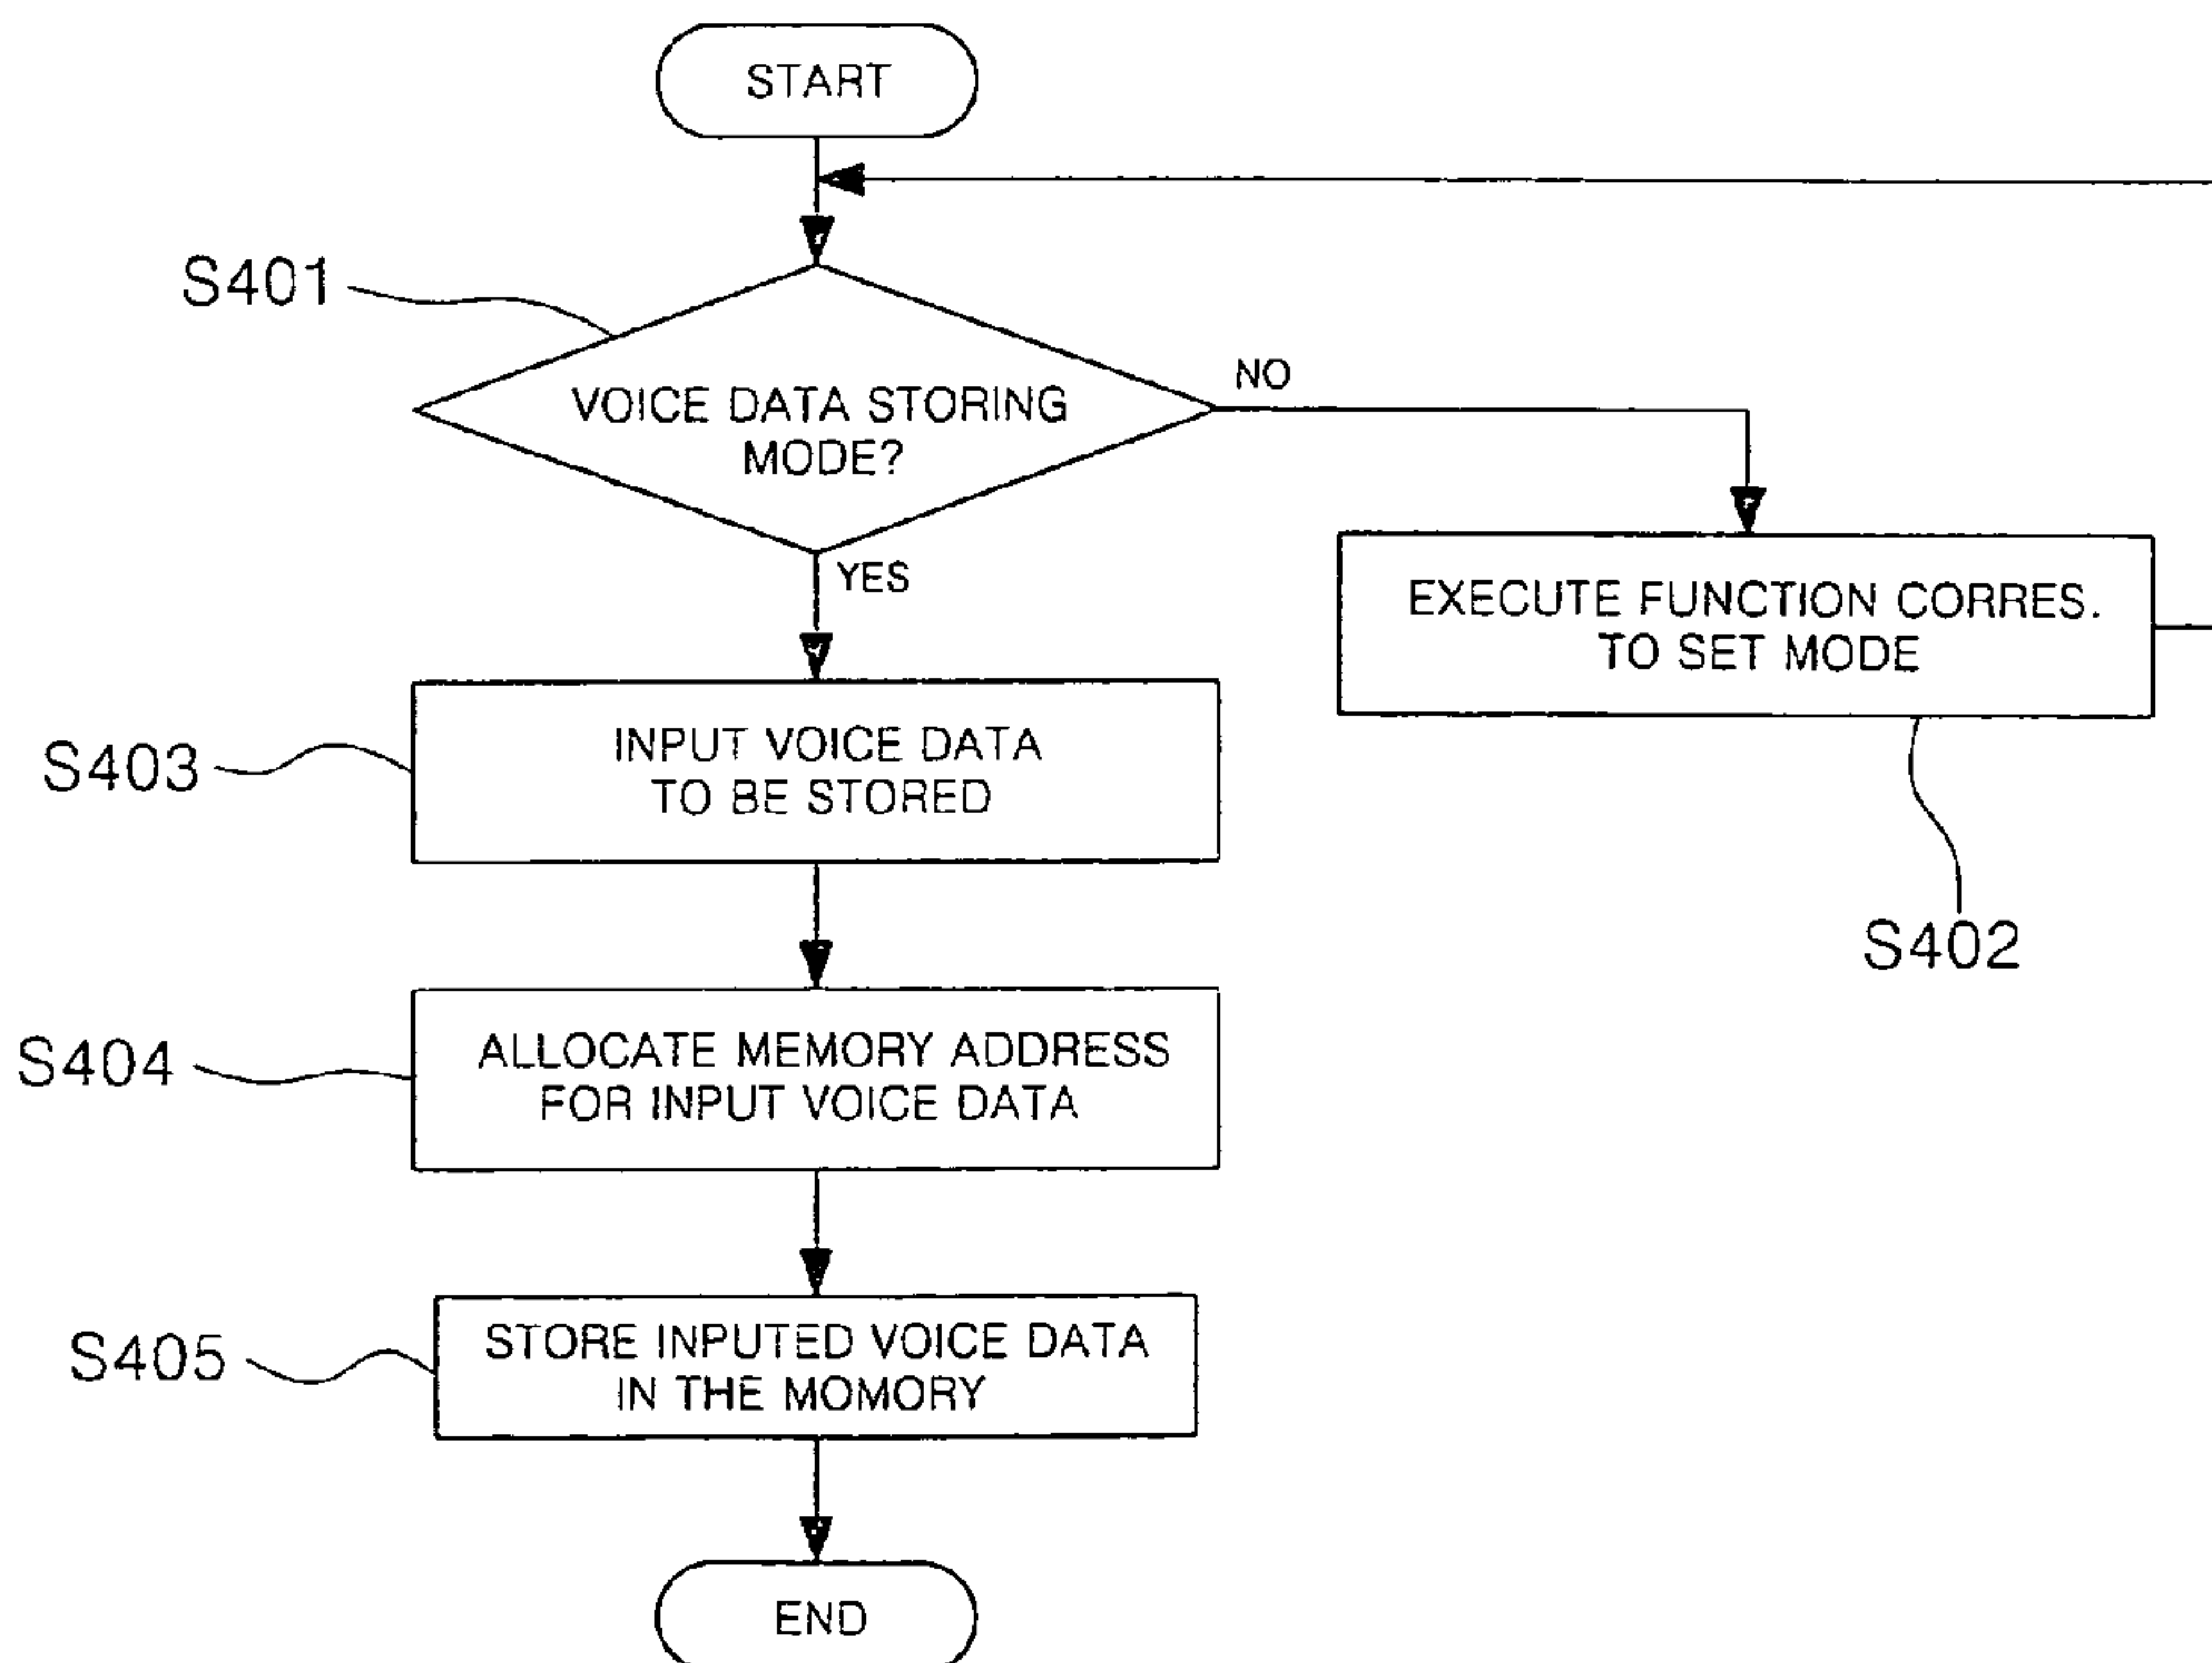 START
S401
NO
VOICE DATA STORING
MODE?
YES
EXECUTE FUNCTION CORRES.
TO SET MODE
S402
S403
INPUT VOICE DATA
TO BE STORED
S404
ALLOCATE MEMORY ADDRESS
FOR INPUT VOICE DATA
S405
STORE INPUTED VOICE DATA
IN THE MOMORY
END